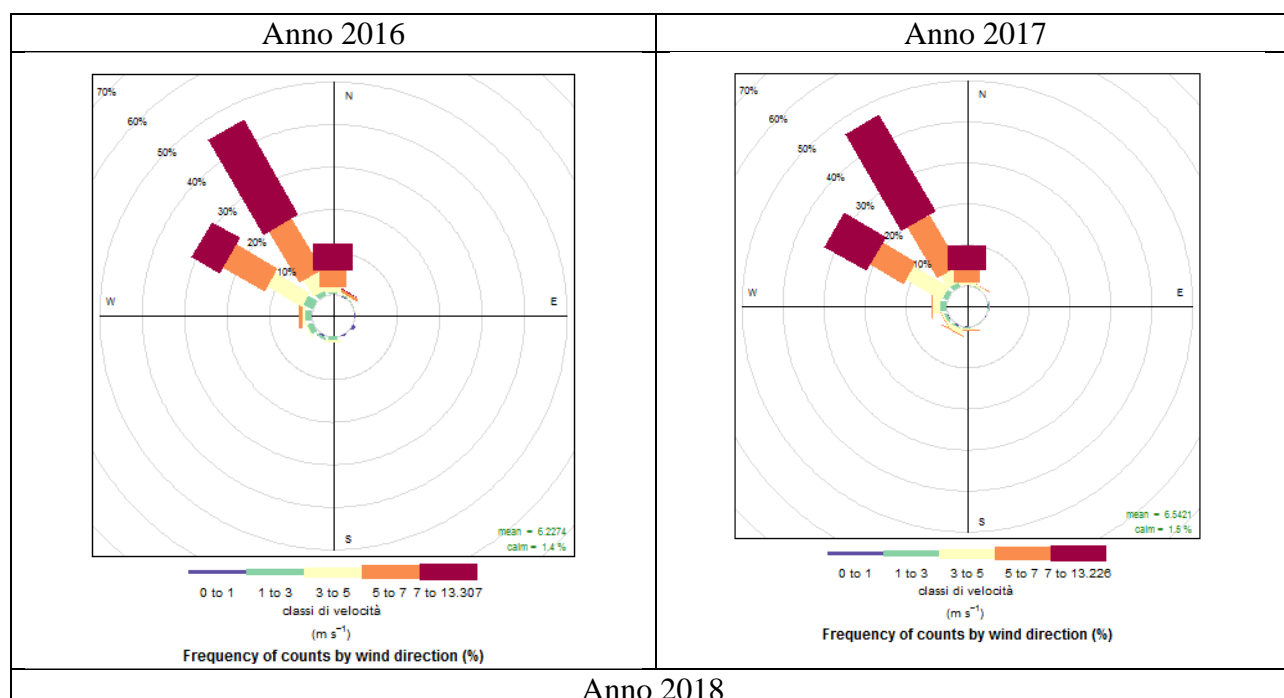 Anno 2016
Anno 2017
70%
N
60%
50%
40%
30%
20%
10%
W
E
S
mean = 6.2274
calm = 1.4 %
0 to 1 1 to 3 3 to 5 5 to 7 7 to 13.307
classi di velocità
(m s⁻¹)
Frequency of counts by wind direction (%)
70%
N
60%
50%
40%
30%
20%
10%
W
E
S
mean = 6.5421
calm = 1.5 %
0 to 1 1 to 3 3 to 5 5 to 7 7 to 13.226
classi di velocità
(m s⁻¹)
Frequency of counts by wind direction (%)
Anno 2018